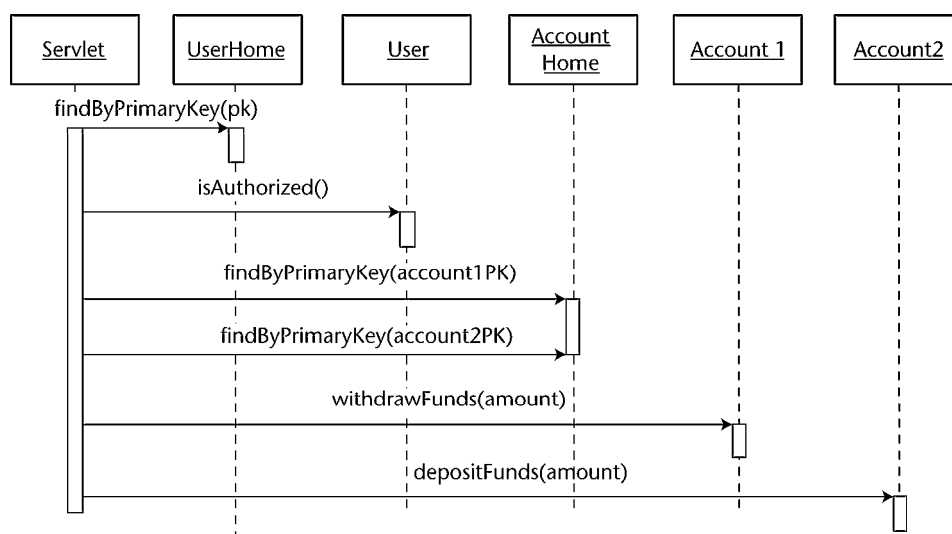 Servlet
UserHome
User
Account
Home
Account 1
Account2
findByPrimaryKey(pk)
isAuthorized()
findByPrimaryKey(account1PK)
findByPrimaryKey(account2PK)
withdrawFunds(amount)
depositFunds(amount)